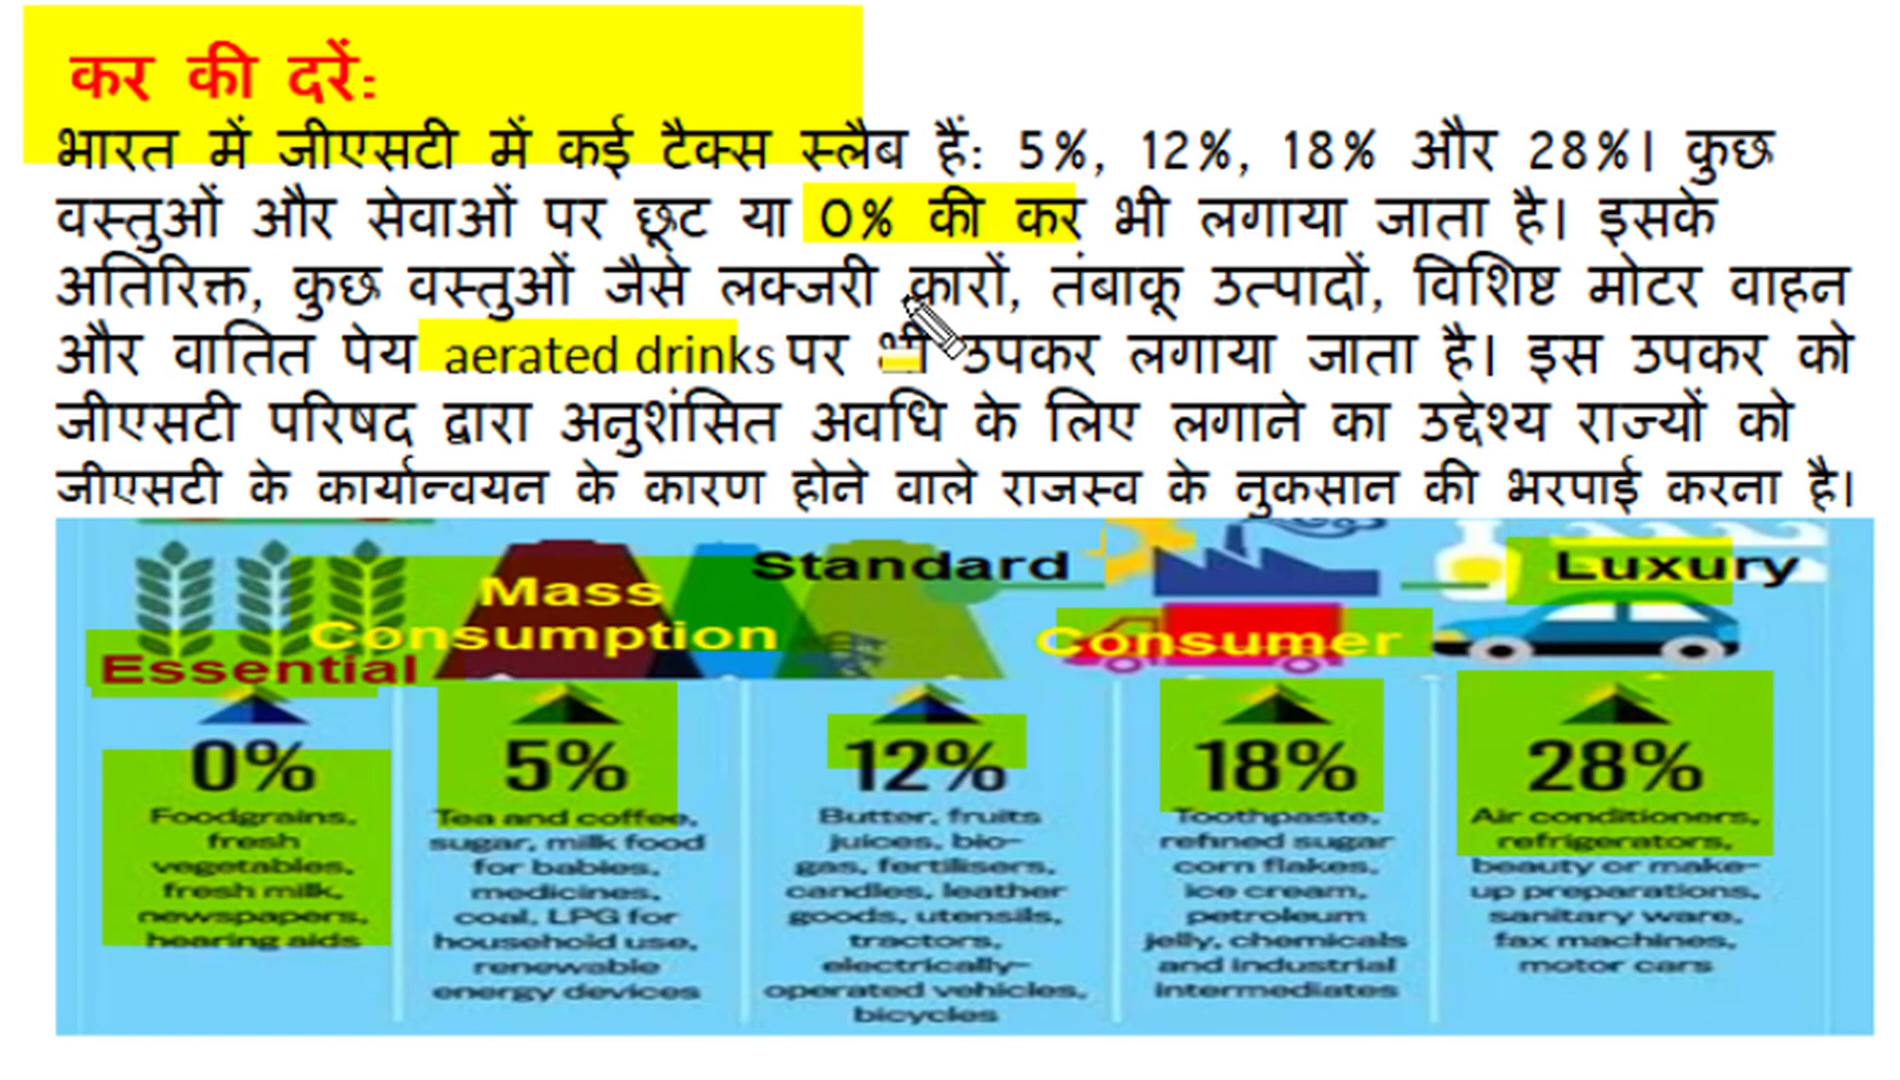 कर की दरें:
भारत में जीएसटी में कई टैक्स स्लैब हैं: 5%, 12%, 18% और 28%। कुछ
वस्तुओं और सेवाओं पर छूट या 0% की कर भी लगाया जाता है। इसके
अतिरिक्त, कुछ वस्तुओं जैसे लक्जरी कारों, तंबाकू उत्पादों, विशिष्ट मोटर वाहन
और वातित पेय aerated drinks पर भी उपकर लगाया जाता है। इस उपकर को
जीएसटी परिषद द्वारा अनुशंसित अवधि के लिए लगाने का उद्देश्य राज्यों को
जीएसटी के कार्यान्वयन के कारण होने वाले राजस्व के नुकसान की भरपाई करना है।
Essential
0%
Foodgrains,
fresh
vegetables,
fresh milk,
newspapers,
hearing aids
Mass
Consumption
5%
Tea and coffee,
sugar, milk food
for babies,
medicines,
coal, LPG for
household use,
renewable
energy devices
Standard
12%
Butter, fruits
juices, bio-
gas, fertilisers,
candles, leather
goods, utensils,
tractors,
electrically-
operated vehicles,
bicycles
Consumer
18%
Toothpaste,
refined sugar
corn flakes,
ice cream,
petroleum
jelly, chemicals
and industrial
intermediates
Luxury
28%
Air conditioners,
refrigerators,
beauty or make-
up preparations,
sanitary ware,
fax machines,
motor cars